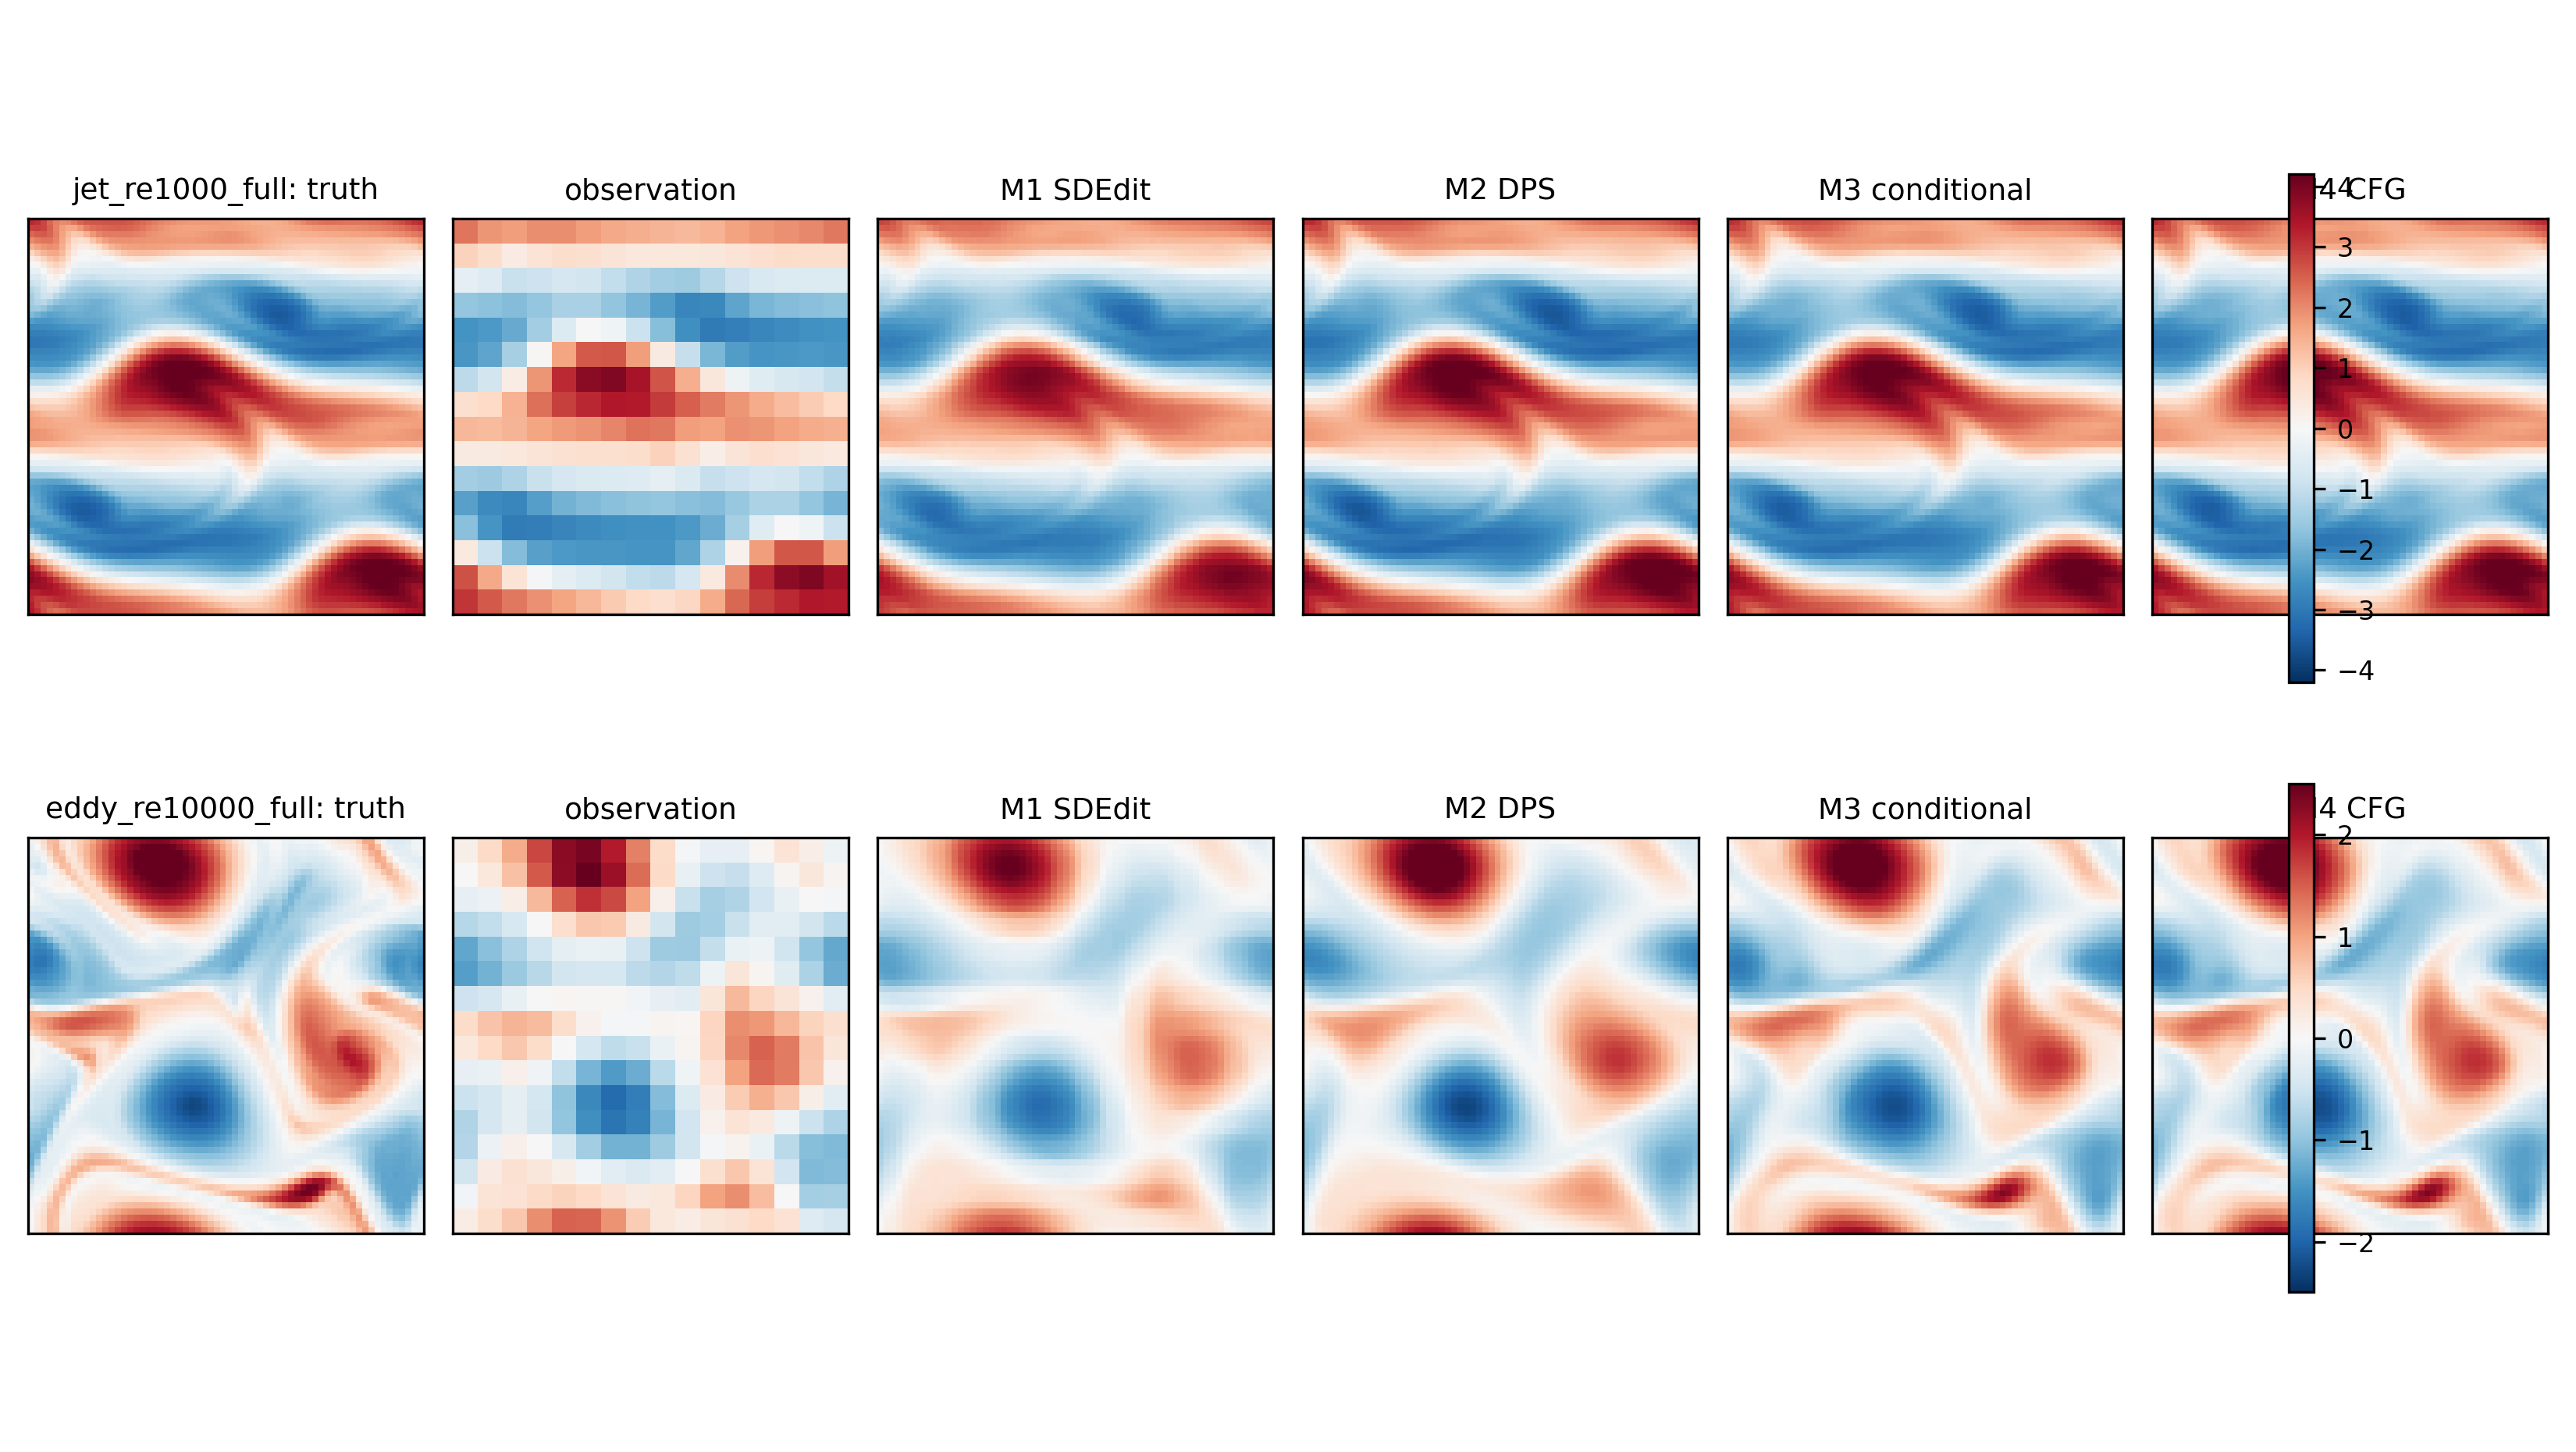 jet_re1000_full: truth
observation
M1 SDEdit
M2 DPS
M3 conditional
4 CFG
4
3
2
1
0
−1
−2
−3
−4
eddy_re10000_full: truth
observation
M1 SDEdit
M2 DPS
M3 conditional
4 CFG
2
1
0
−1
−2